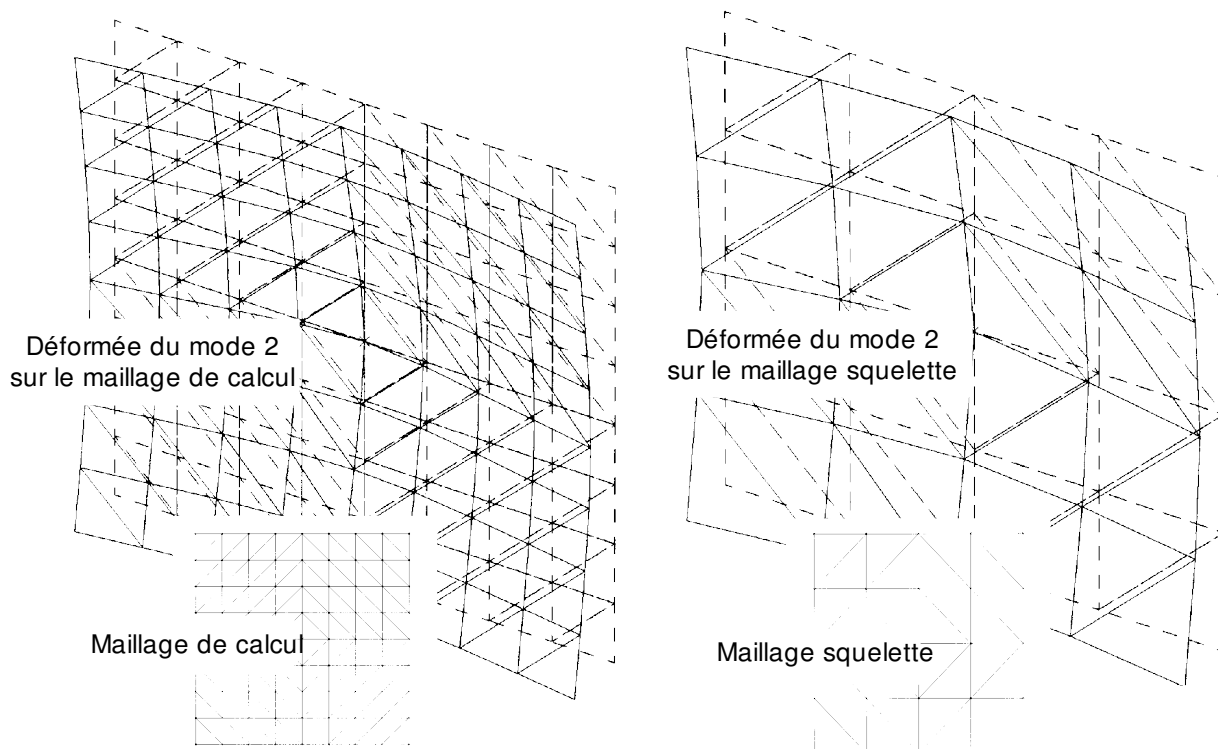 Déformée du mode 2
sur le maillage de calcul
Déformée du mode 2
sur le maillage squelette
Maillage de calcul
Maillage squelette